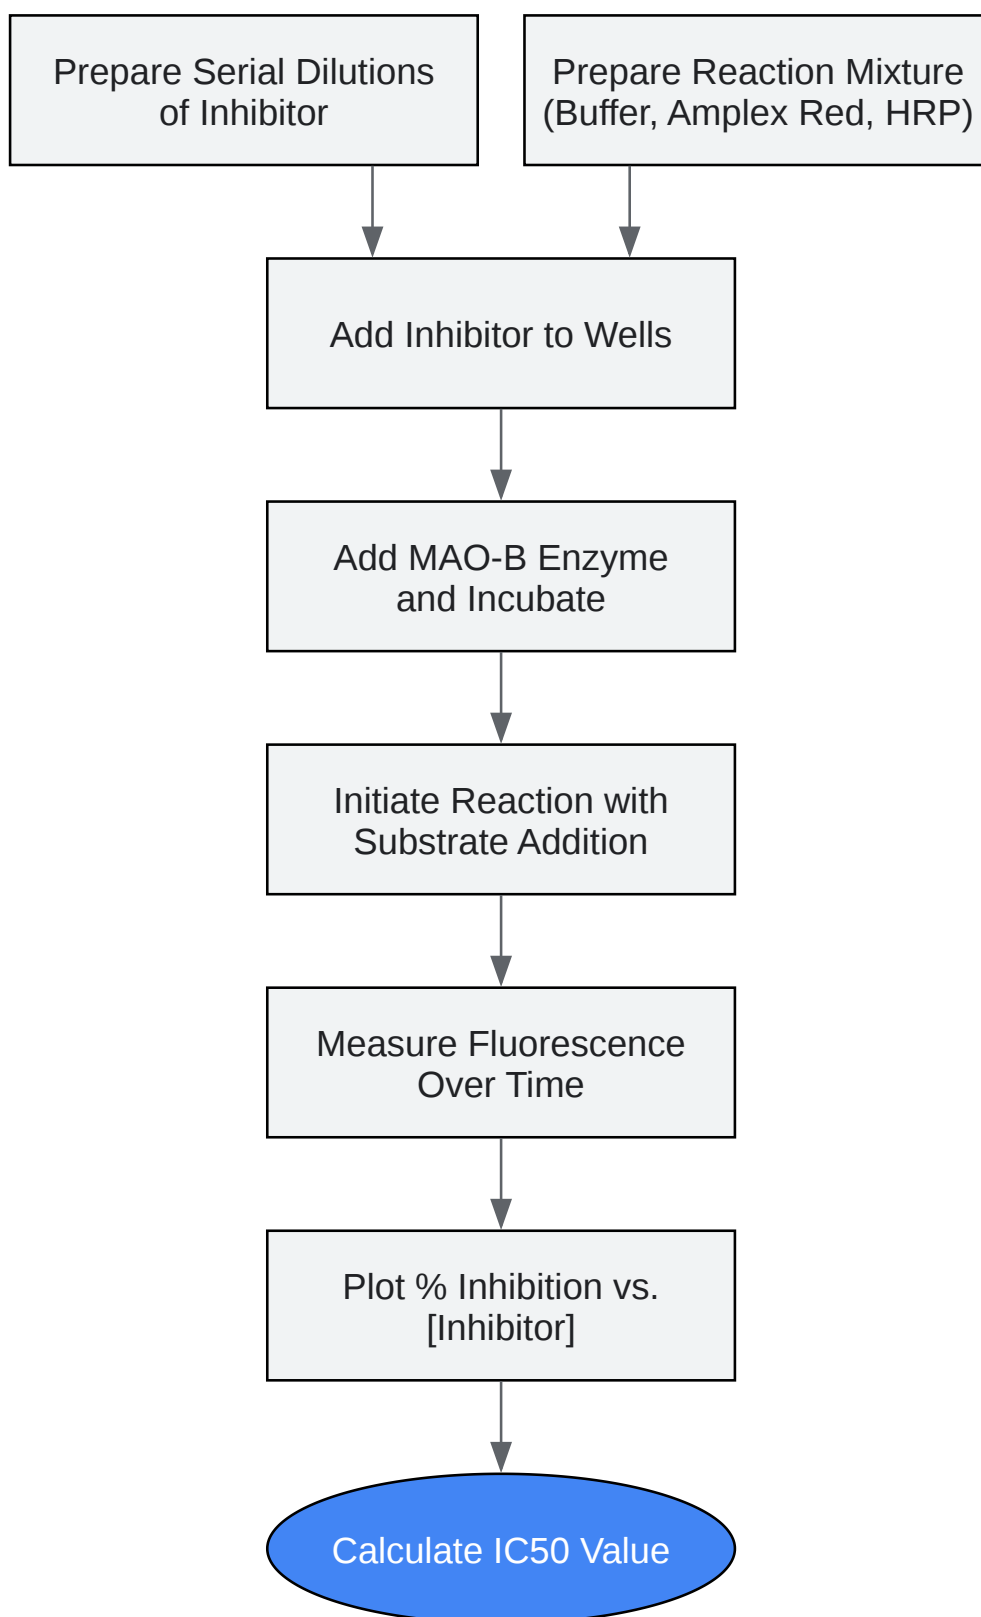 Prepare Serial Dilutions
of Inhibitor
Prepare Reaction Mixture
(Buffer, Amplex Red, HRP)
Add Inhibitor to Wells
Add MAO-B Enzyme
and Incubate
Initiate Reaction with
Substrate Addition
Measure Fluorescence
Over Time
Plot % Inhibition vs.
[Inhibitor]
Calculate IC50 Value